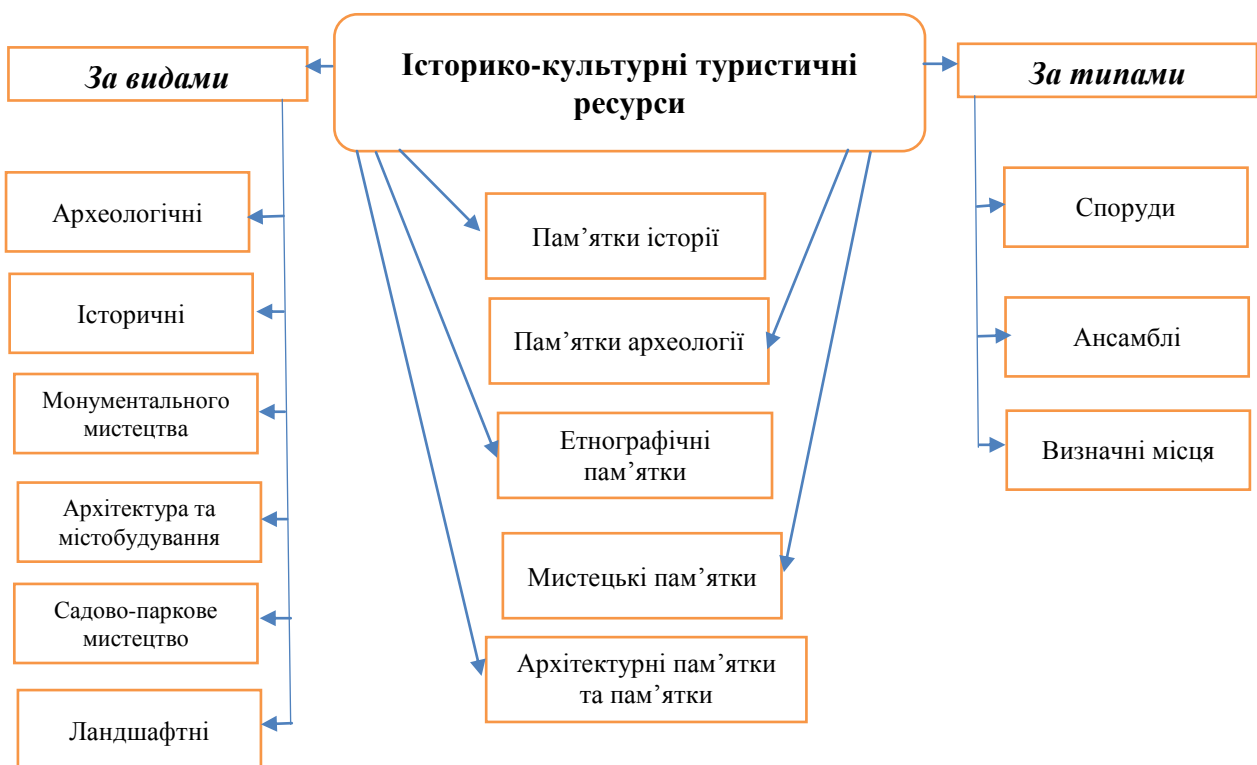 Історико-культурні туристичні
ресурси
За видами
Археологічні
Історичні
Монументального
мистецтва
Архітектура та
містобудування
Садово-паркове
мистецтво
Ландшафтні
Пам’ятки історії
Пам’ятки археології
Етнографічні
пам’ятки
Мистецькі пам’ятки
Архітектурні пам’ятки
та пам’ятки
За типами
Споруди
Ансамблі
Визначні місця